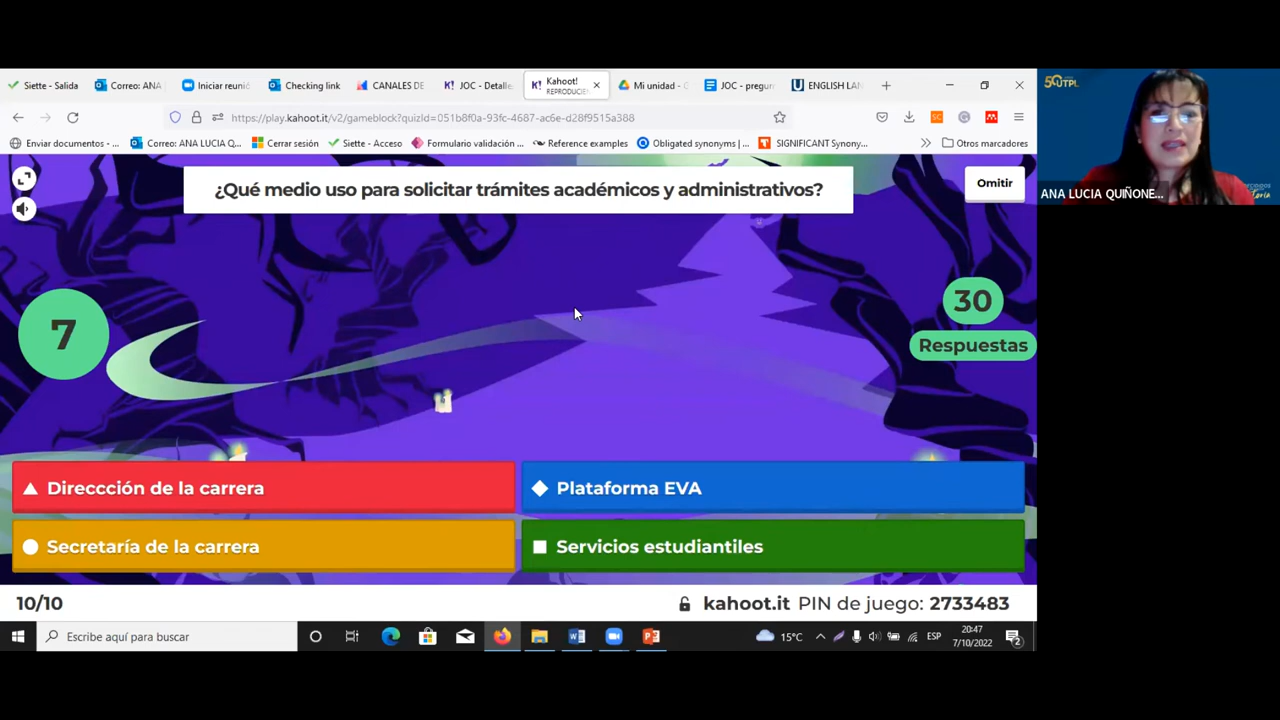 Siette - Salida
Correo: ANA
Iniciar reuni
Checking link
CANALES DE
JOC - Detalle
Kahoot!
REPRODUCIE
Mi unidad -
JOC - pregun
ENGLISH LAN
https://play.kahoot.it/v2/gameblock?quizId=051b8f0a-93fc-4687-ac6e-d28f9515a388
Enviar documentos - ...
Correo: ANA LUCIA Q...
Cerrar sesión
Siette - Acceso
Formulario validación ...
Reference examples
Obligated synonyms | ...
SIGNIFICANT Synony...
Otros marcadores
¿Qué medio uso para solicitar trámites académicos y administrativos?
Omitir
7
30
Respuestas
Direccción de la carrera
Plataforma EVA
Secretaría de la carrera
Servicios estudiantiles
10/10
kahoot.it PIN de juego: 2733483
Escribe aquí para buscar
15°C
ESP
20:47
7/10/2022
2
UTPL
ANA LUCIA QUIÑONE...